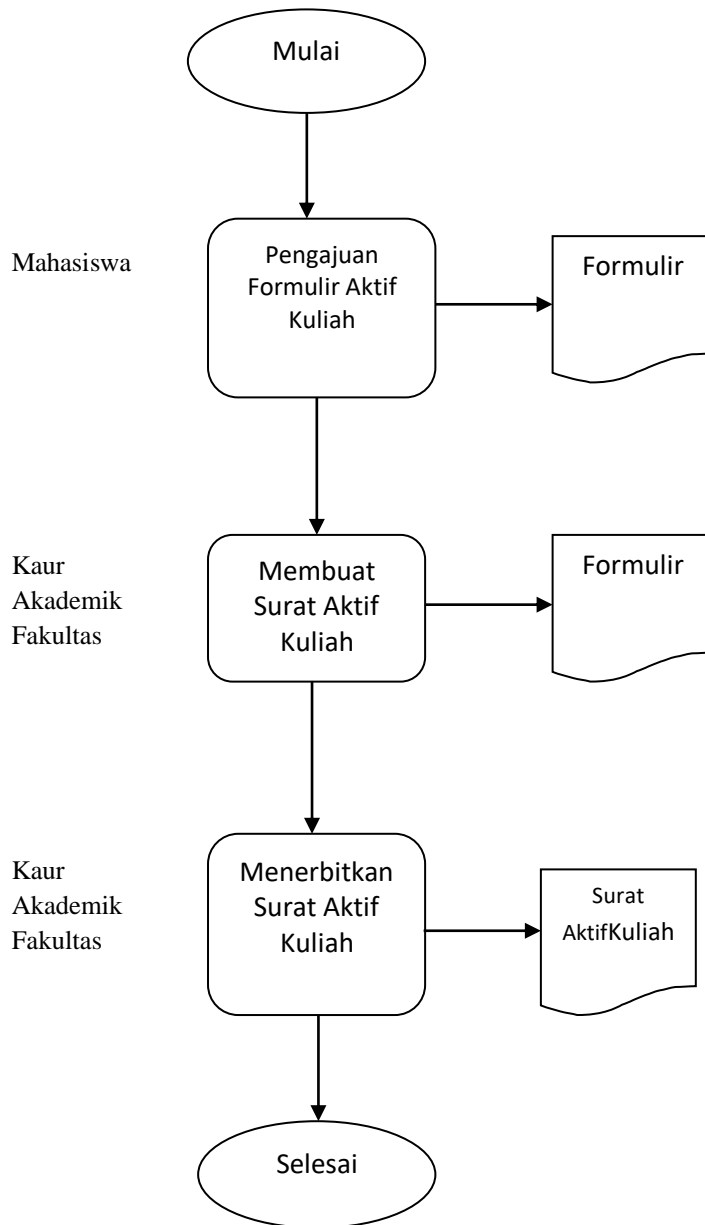 Mulai
Mahasiswa
Pengajuan
Formulir Aktif
Kuliah
Formulir
Kaur
Akademik
Fakultas
Membuat
Surat Aktif
Kuliah
Formulir
Kaur
Akademik
Fakultas
Menerbitkan
Surat Aktif
Kuliah
Surat
AktifKuliah
Selesai